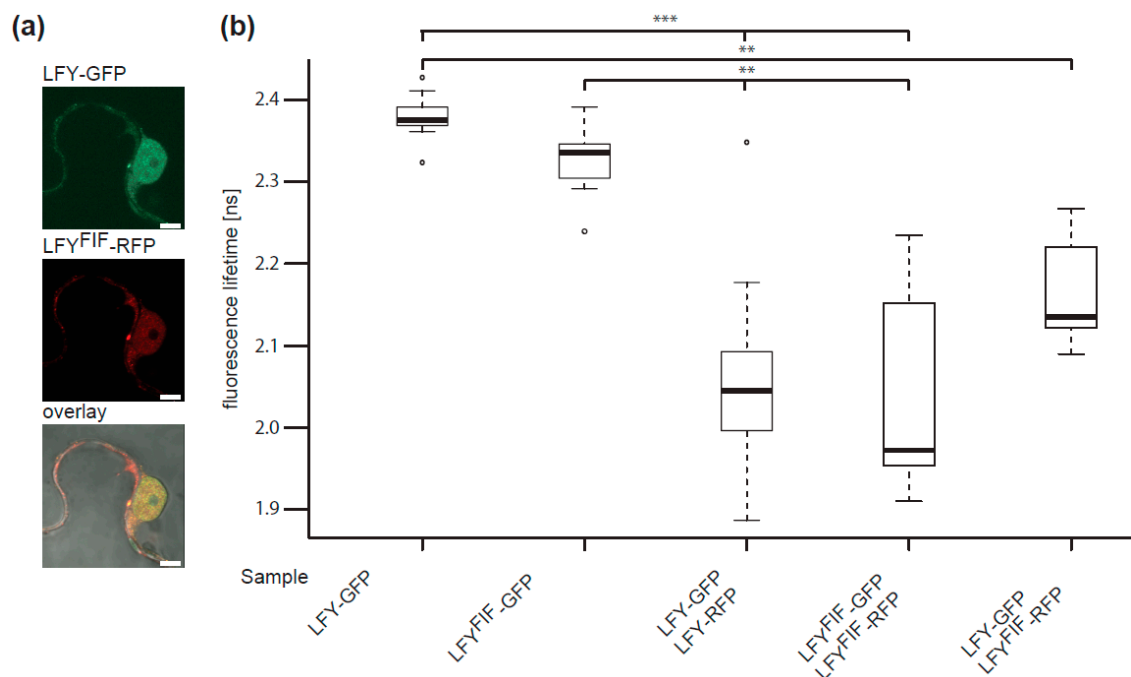 (a)
LFY-GFP
LFYFIF-RFP
overlay
(b)
***
**
**
fluorescence lifetime [ns]
2.4
2.3
2.2
2.1
2.0
1.9
Sample
LFY-GFP
LFYFIF-GFP
LFY-GFP
LFY-RFP
LFYFIF-GFP
LFYFIF-RFP
LFY-GFP
LFYFIF-RFP